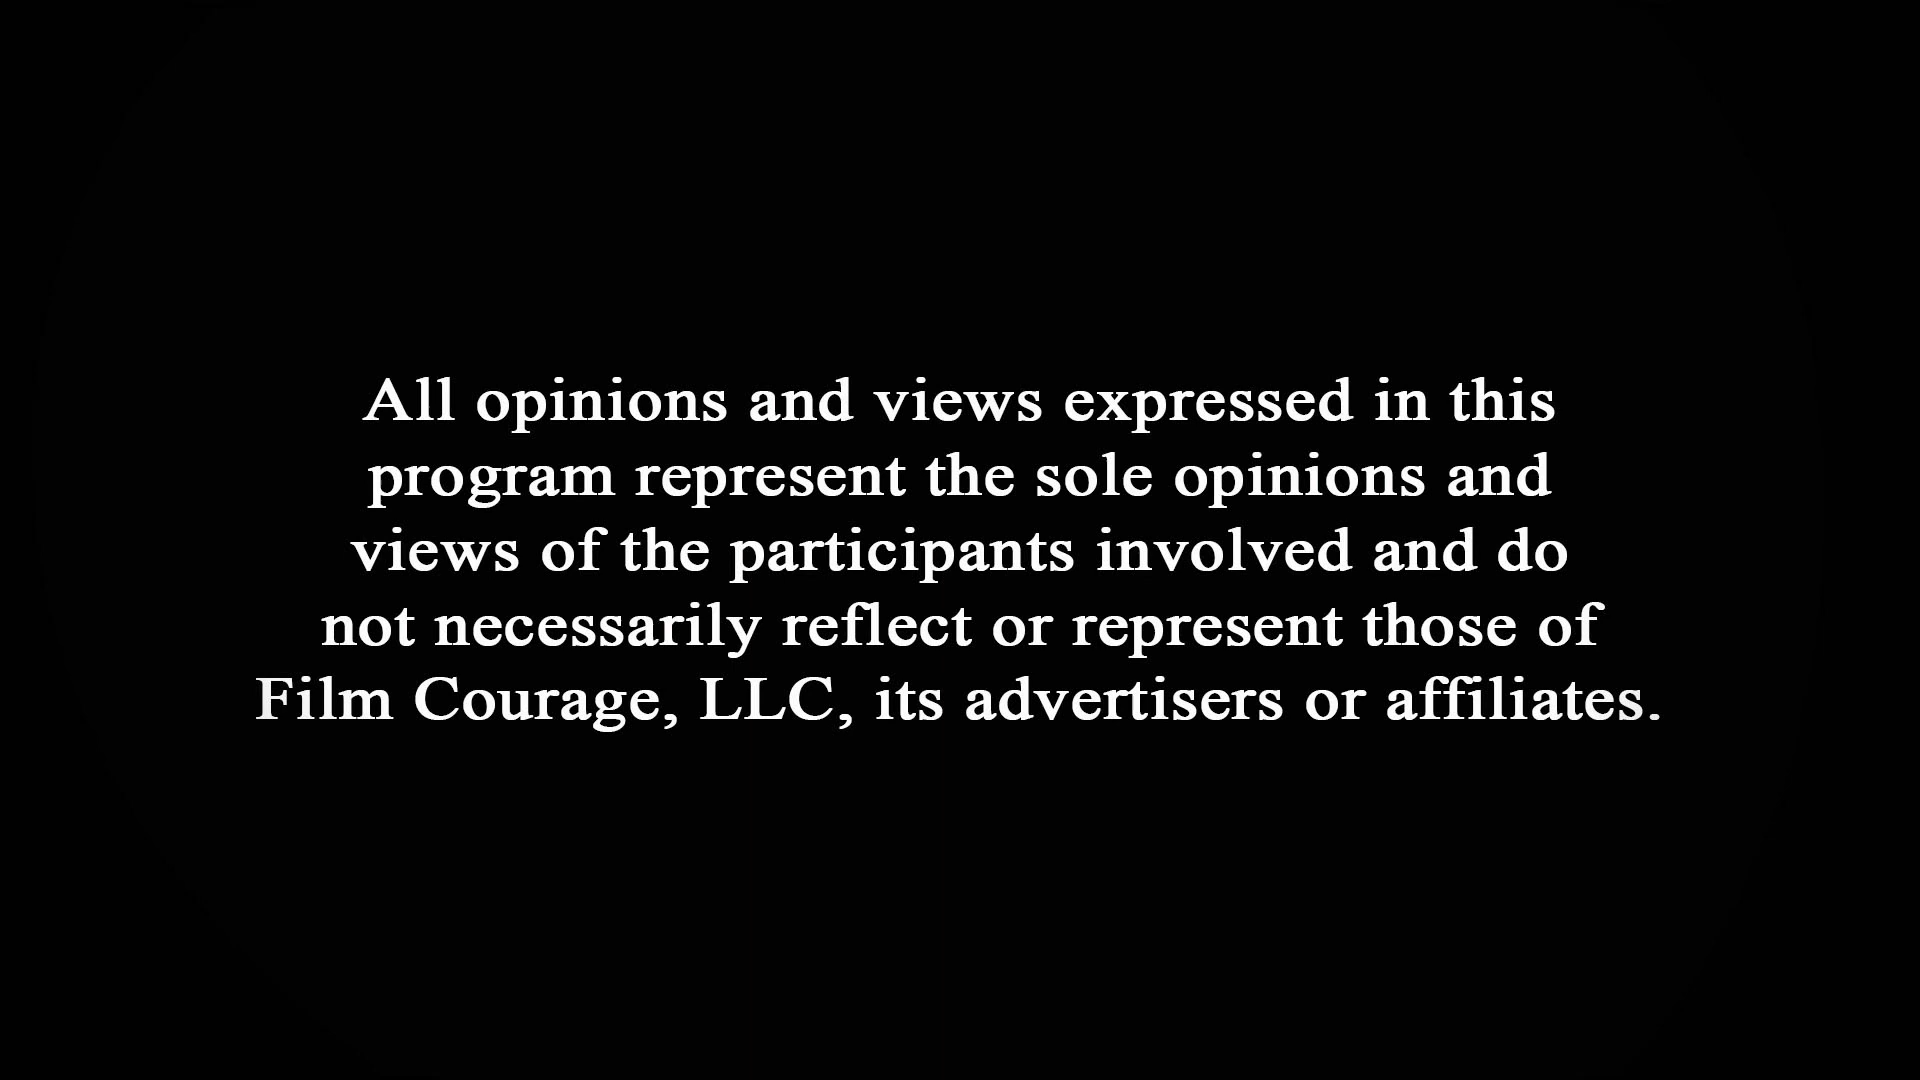 All opinions and views expressed in this
program represent the sole opinions and
views of the participants involved and do
not necessarily reflect or represent those of
Film Courage, LLC, its advertisers or affiliates.